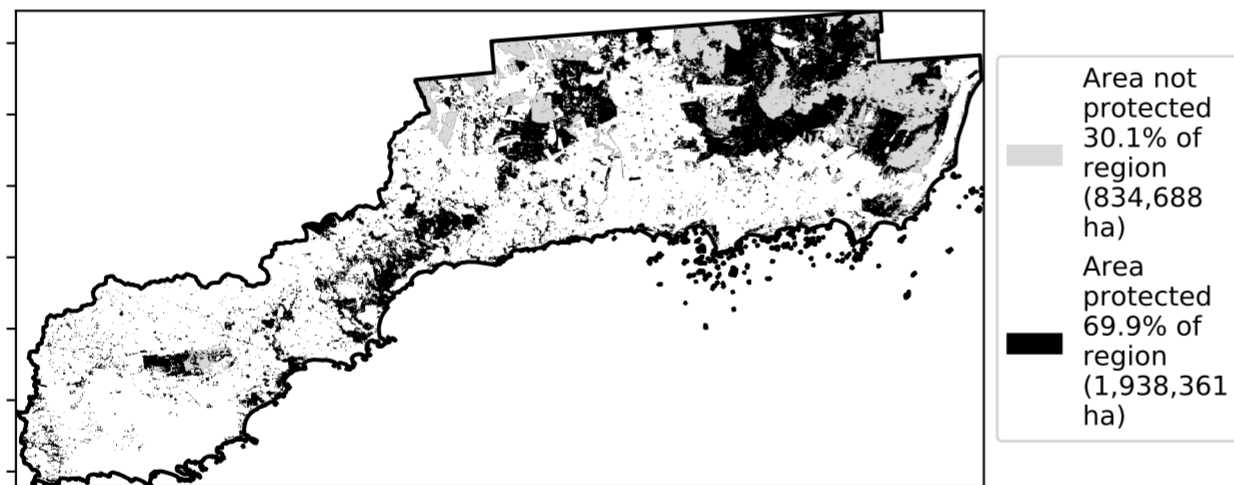 Area not
protected
30.1% of
region
(834,688
ha)
Area
protected
69.9% of
region
(1,938,361
ha)